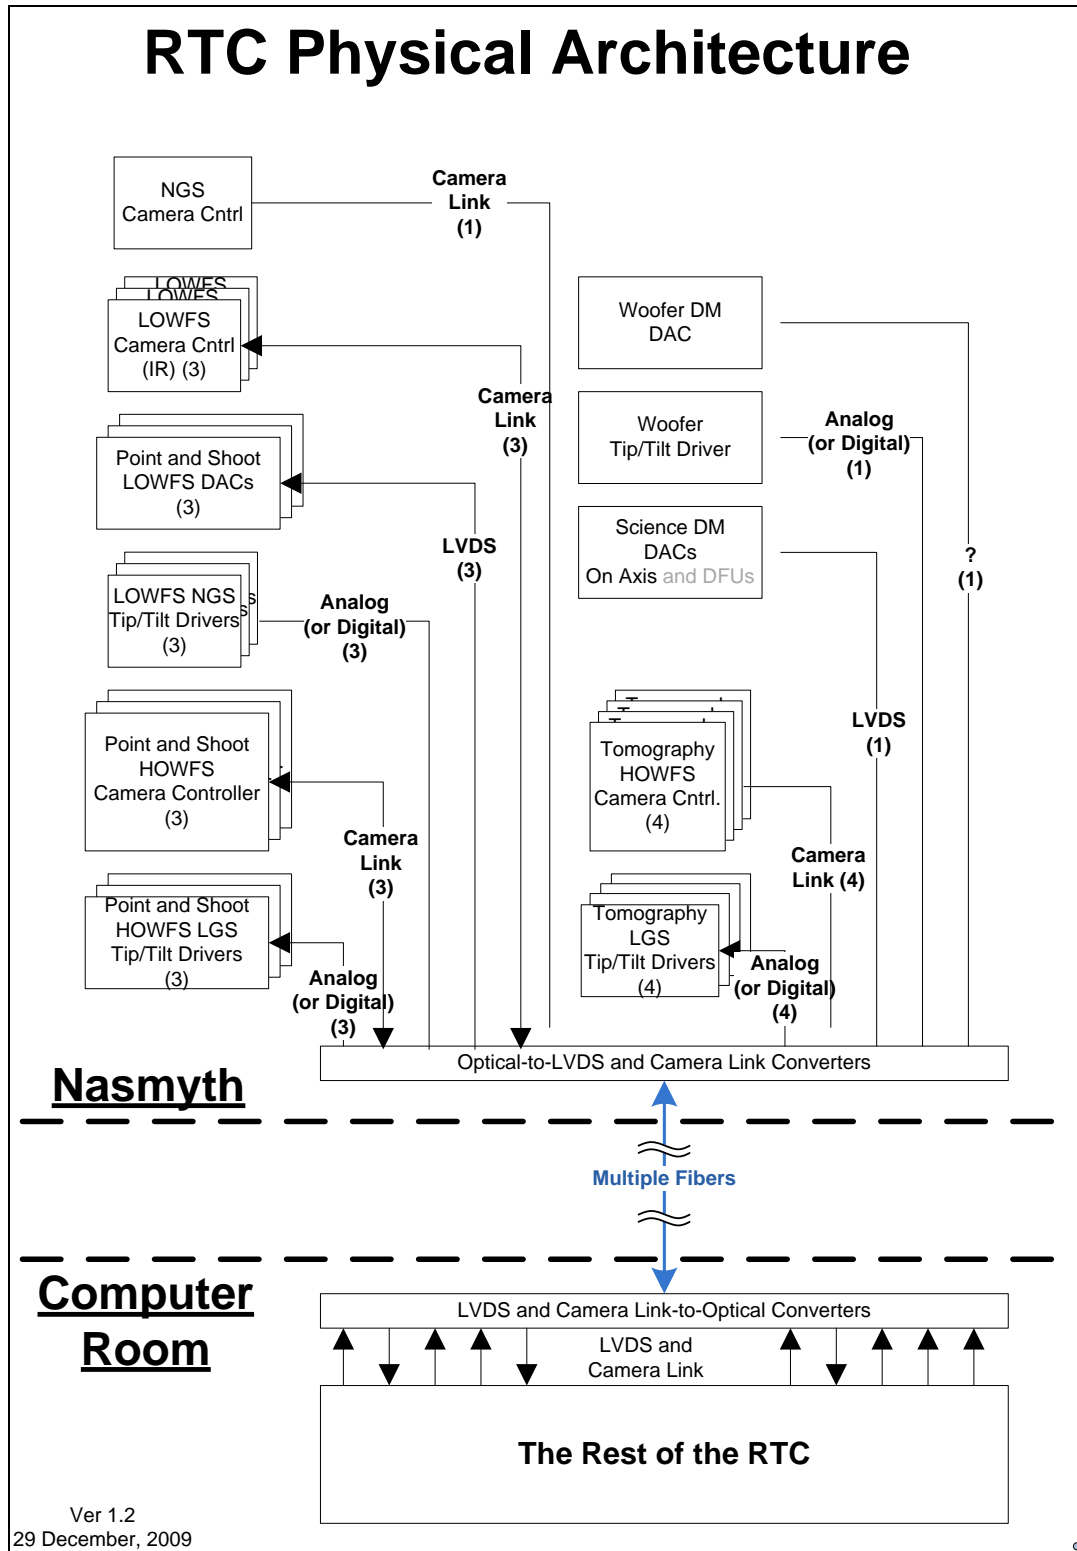 RTC Physical Architecture
NGS
Camera Cntrl
Camera
Link
(1)
LOWFS
LOWFS
LOWFS
Camera Cntrl
(IR) (3)
Camera
Link
(3)
Point and Shoot
LOWFS DACs
(3)
LVDS
(3)
LOWFS NGS
Tip/Tilt Drivers
(3)
s
s
Analog
(or Digital)
(3)
Point and Shoot
HOWFS
Camera Controller
(3)
Camera
Link
(3)
Point and Shoot
HOWFS LGS
Tip/Tilt Drivers
(3)
Analog
(or Digital)
(3)
Woofer DM
DAC
Woofer
Tip/Tilt Driver
Analog
(or Digital)
(1)
Science DM
DACs
On Axis and DFUs
?
(1)
LVDS
(1)
Tomography
HOWFS
Camera Cntrl.
(4)
Camera
Link (4)
Tomography
LGS
Tip/Tilt Drivers
(4)
Analog
(or Digital)
(4)
Optical-to-LVDS and Camera Link Converters
Nasmyth
Multiple Fibers
Computer
Room
LVDS and Camera Link-to-Optical Converters
LVDS and
Camera Link
The Rest of the RTC
Ver 1.2
29 December, 2009